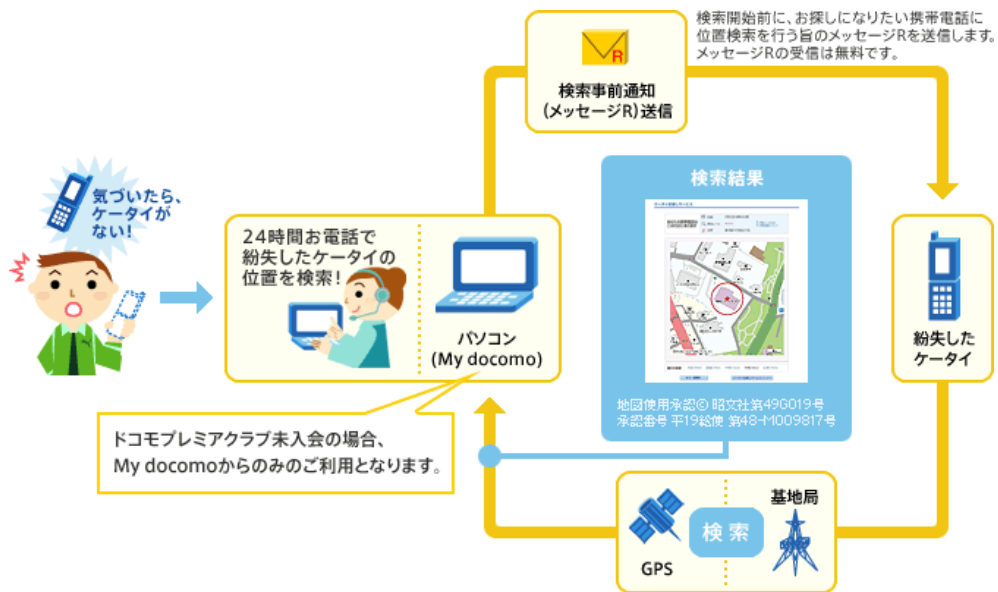 検索開始前に、お探しになりたい携帯電話に
位置検索を行う旨のメッセージRを送信します。
メッセージRの受信は無料です。
R
検索事前通知
(メッセージR)送信
気づいたら、
ケータイが
ない!
24時間お電話で
紛失したケータイの
位置を検索!
パソコン
(My docomo)
検索結果
地図使用承認© 昭文社第49G019号
承認番号 平19総使 第48-M009817号
紛失した
ケータイ
ドコモプレミアクラブ未入会の場合、
My docomoからのみのご利用となります。
GPS
検索
基地局